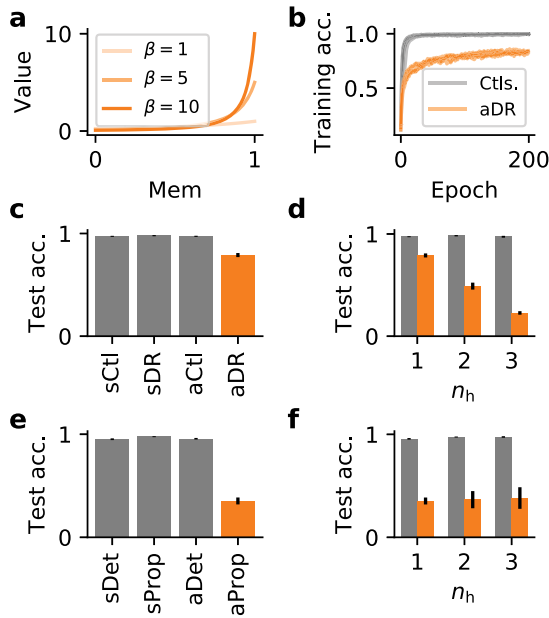 a
Value
10
0
β = 1
β = 5
β = 10
0
1
Mem
b
Training acc.
1.0
0.5
Ctls.
aDR
0
200
Epoch
c
Test acc.
1
0
sCtl
sDR
aCtl
aDR
d
Test acc.
1
0
1
2
3
nh
e
Test acc.
1
0
sDet
sProp
aDet
aProp
f
Test acc.
1
0
1
2
3
nh